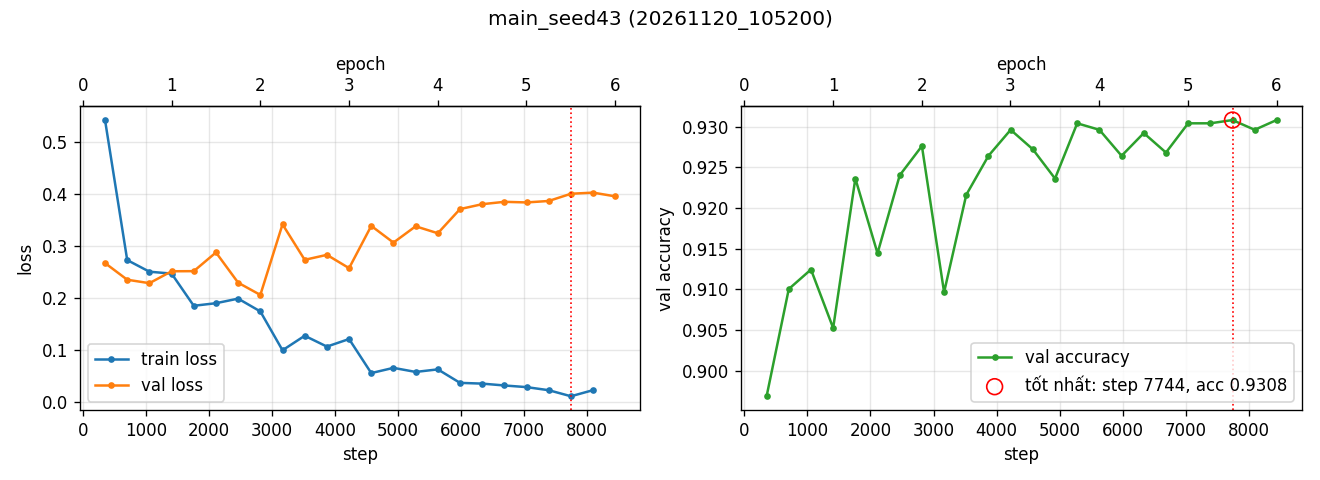 main_seed43 (20261120_105200)
epoch
0 1 2 3 4 5 6
0.5
0.4
0.3
0.2
0.1
0.0
loss
train loss
val loss
0 1000 2000 3000 4000 5000 6000 7000 8000
step
epoch
0 1 2 3 4 5 6
0.930
0.925
0.920
0.915
0.910
0.905
0.900
val accuracy
val accuracy
tốt nhất: step 7744, acc 0.9308
0 1000 2000 3000 4000 5000 6000 7000 8000
step